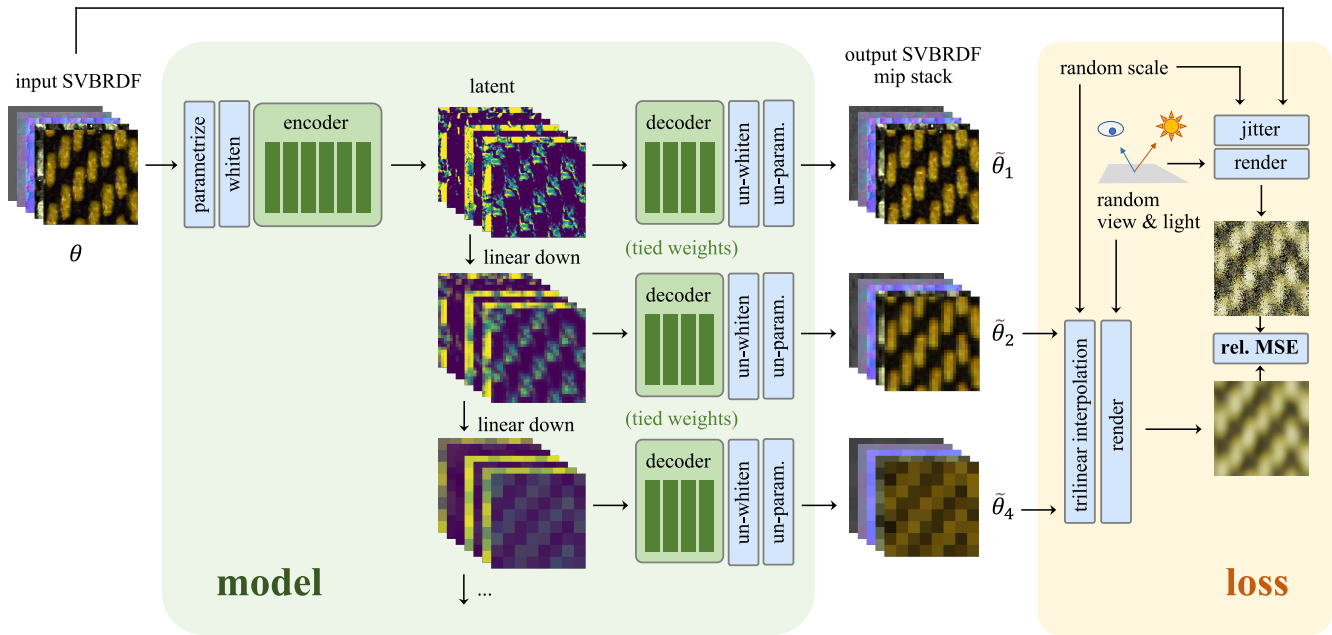 input SVBRDF
θ
parametrize
whiten
encoder
latent
decoder
un-whiten
un-param.
output SVBRDF
mip stack
θ̃₁
linear down
(tied weights)
decoder
un-whiten
un-param.
θ̃₂
linear down
(tied weights)
decoder
un-whiten
un-param.
θ̃₄
...
model
random scale
jitter
render
random
view & light
trilinear interpolation
render
rel. MSE
loss